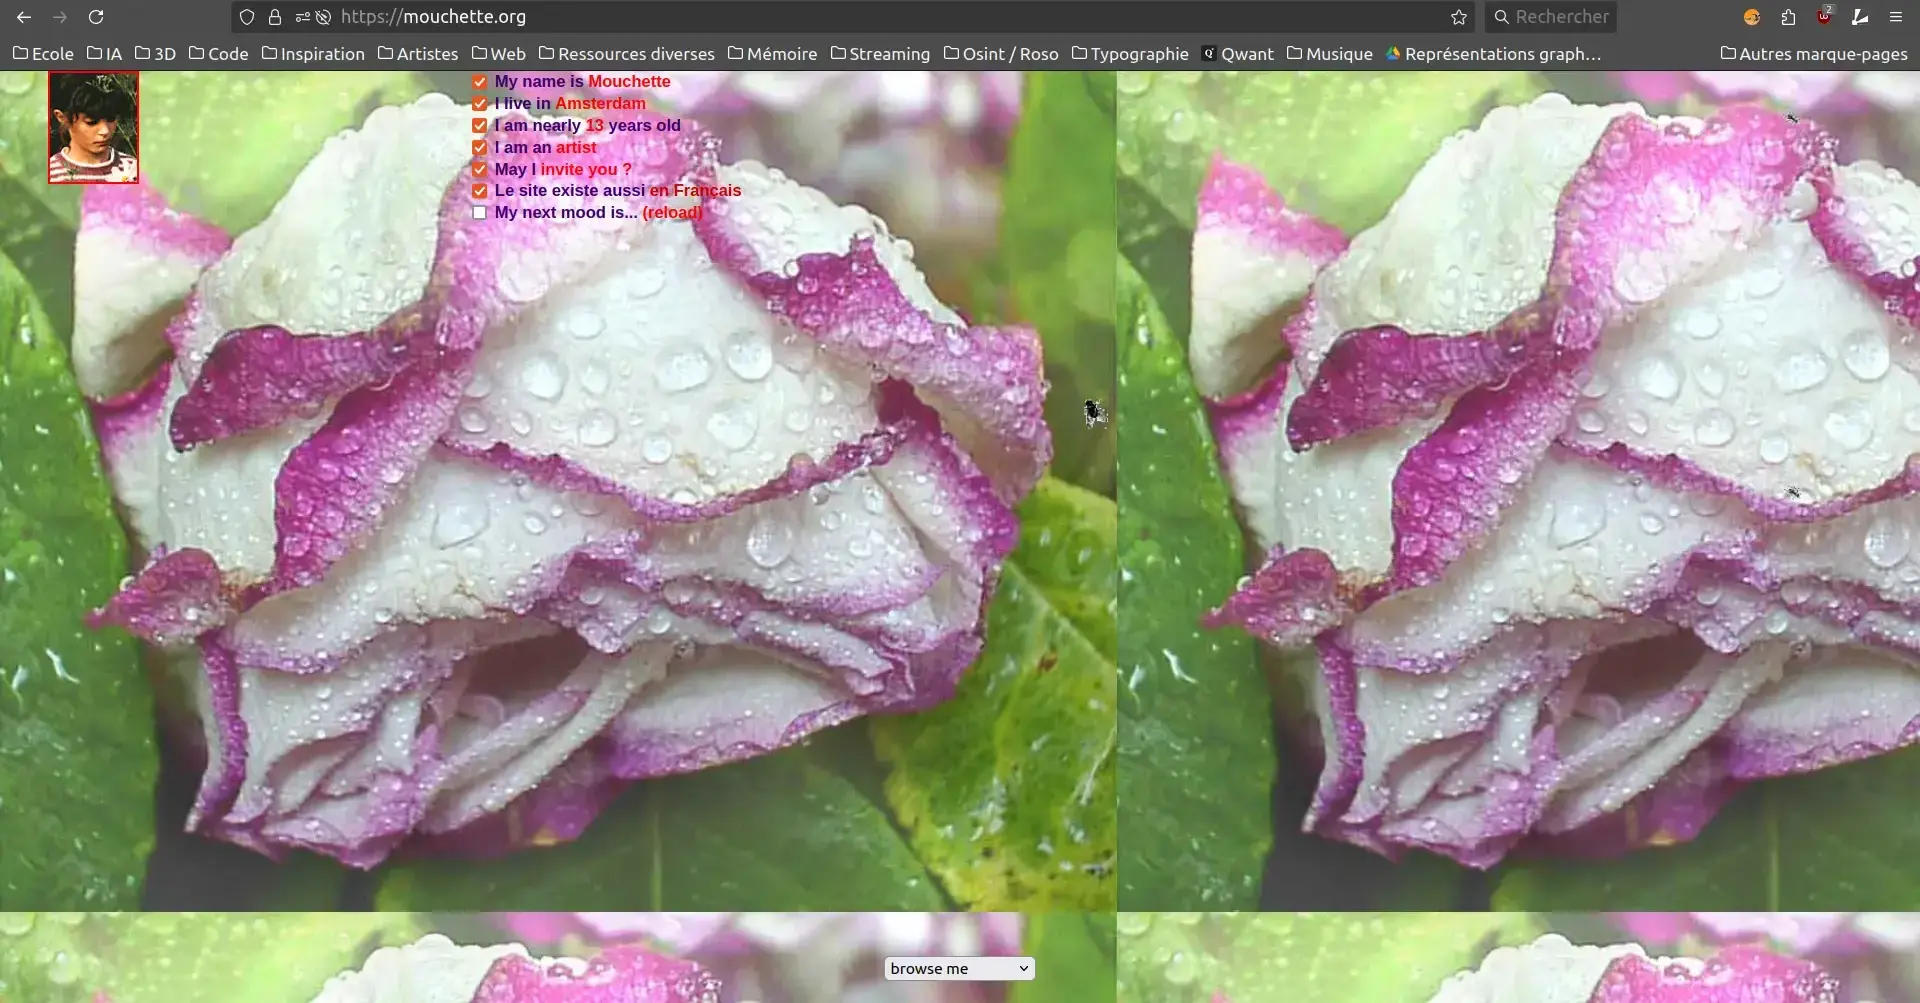 https://mouchette.org
Rechercher
2
Ecole IA 3D Code Inspiration Artistes Web Ressources diverses Mémoire Streaming Osint / Roso Typographie Qwant Musique Représentations graph… Autres marque-pages
My name is Mouchette
I live in Amsterdam
I am nearly 13 years old
I am an artist
May I invite you ?
Le site existe aussi en Français
My next mood is... (reload)
browse me